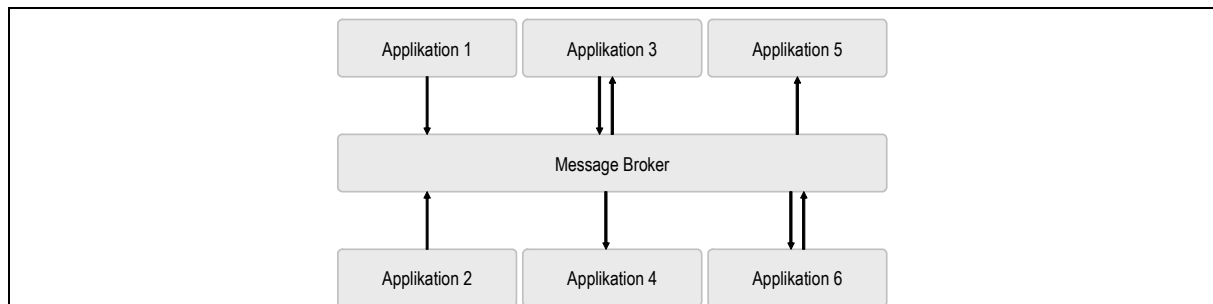 Applikation 1
Applikation 3
Applikation 5
Message Broker
Applikation 2
Applikation 4
Applikation 6